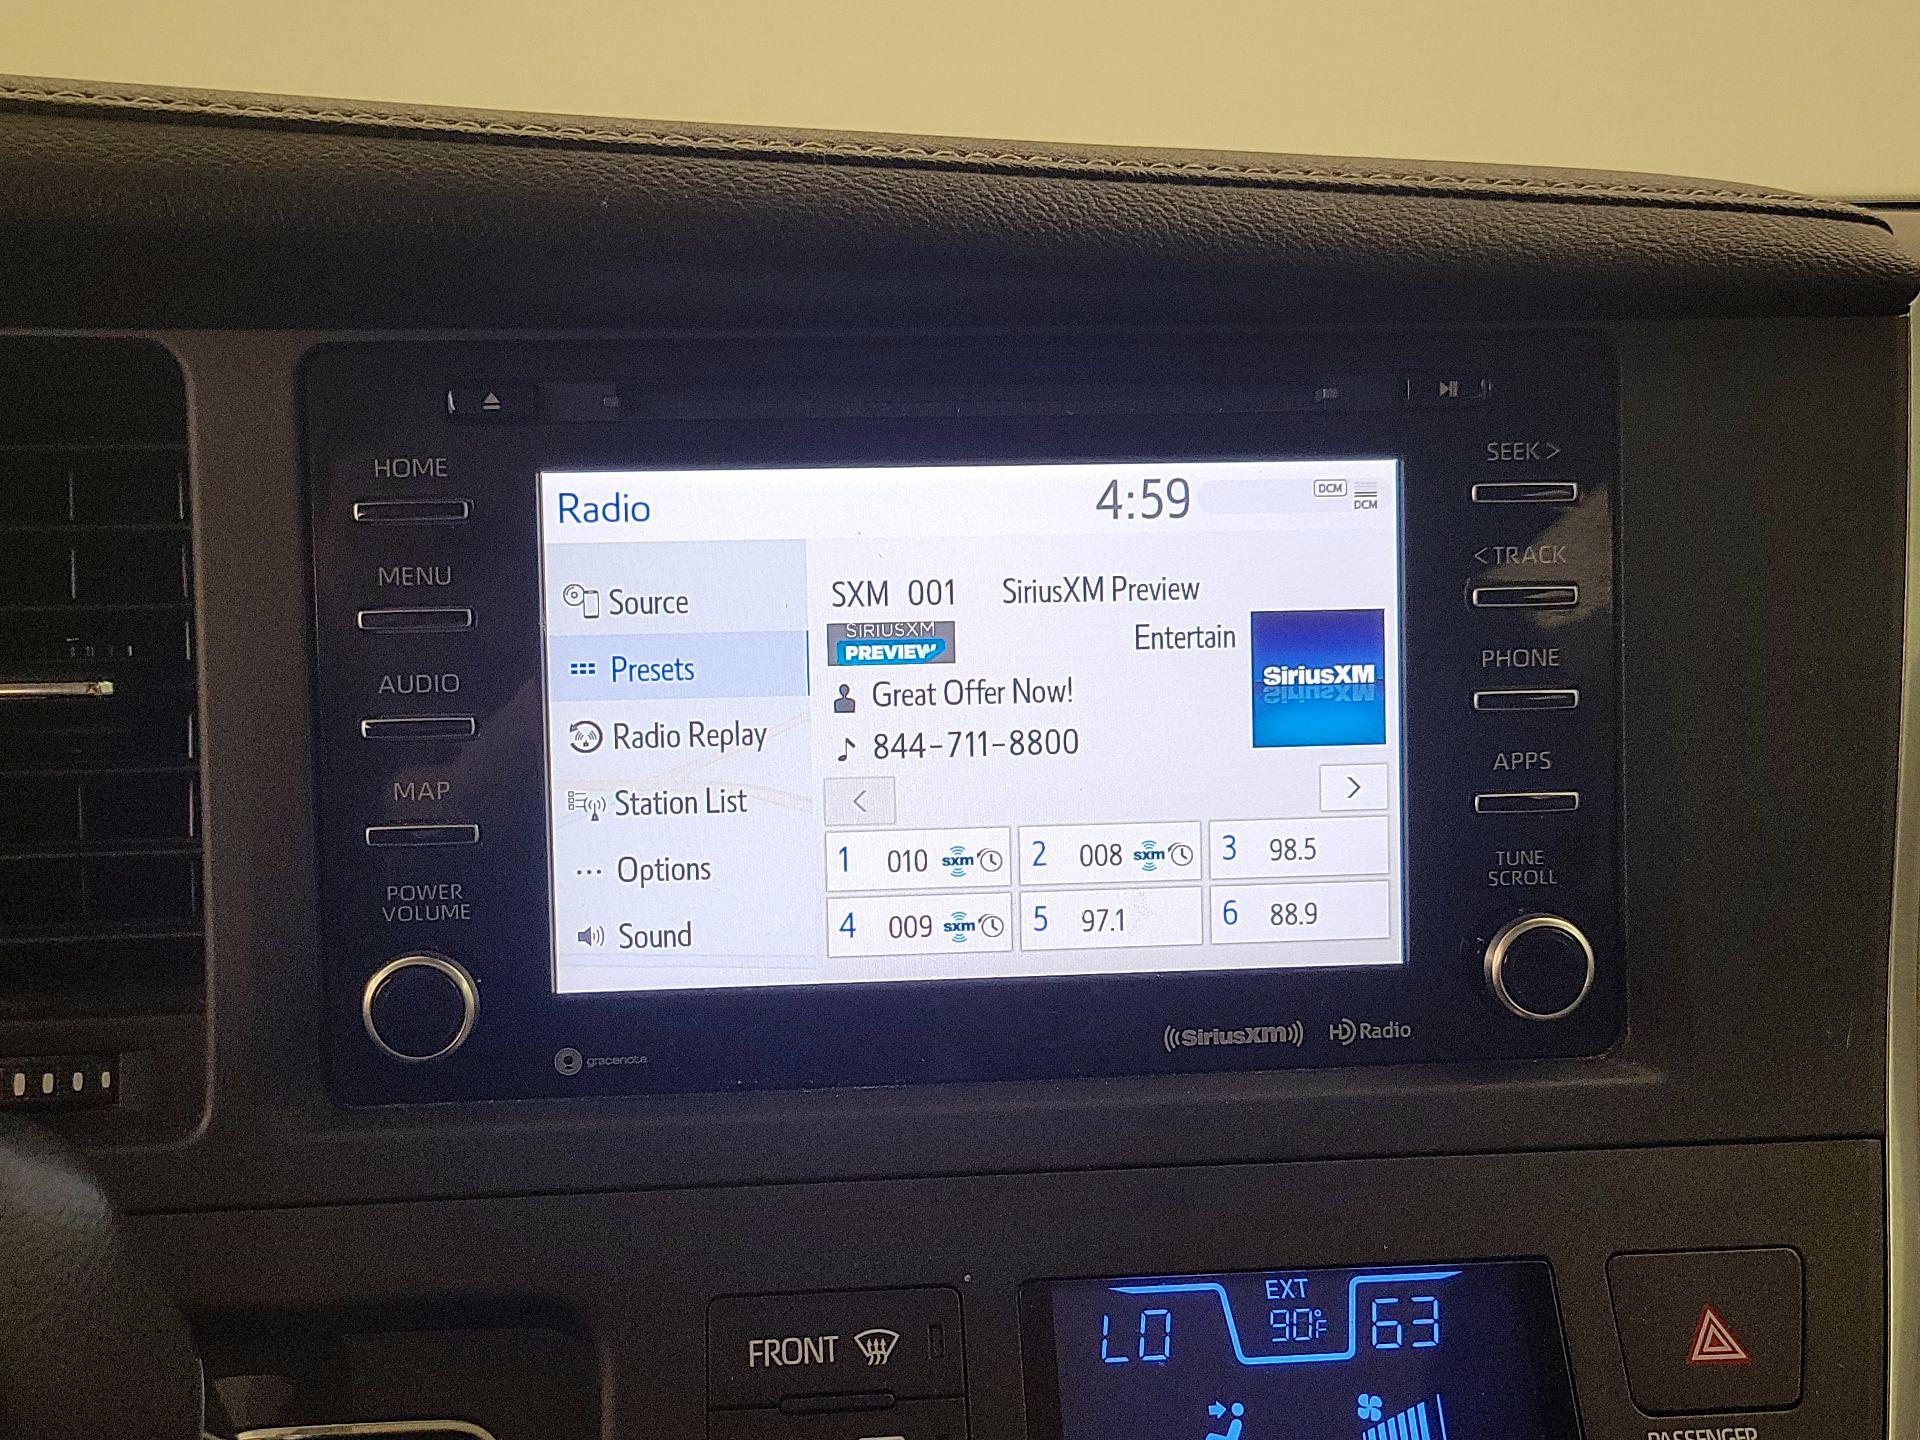 HOME
MENU
AUDIO
MAP
POWER
VOLUME
Radio
4:59
DCM
DCM
Source
Presets
Radio Replay
Station List
Options
Sound
SXM 001 SiriusXM Preview
SIRIUSXM
PREVIEW
Entertain
SiriusXM
Great Offer Now!
844-711-8800
<
>
1 010 sxm
2 008 sxm
3 98.5
4 009 sxm
5 97.1
6 88.9
SEEK >
< TRACK
PHONE
APPS
TUNE
SCROLL
gracenote
SiriusXM
HD Radio
FRONT
LO
EXT
90°F
63
PASSENGER